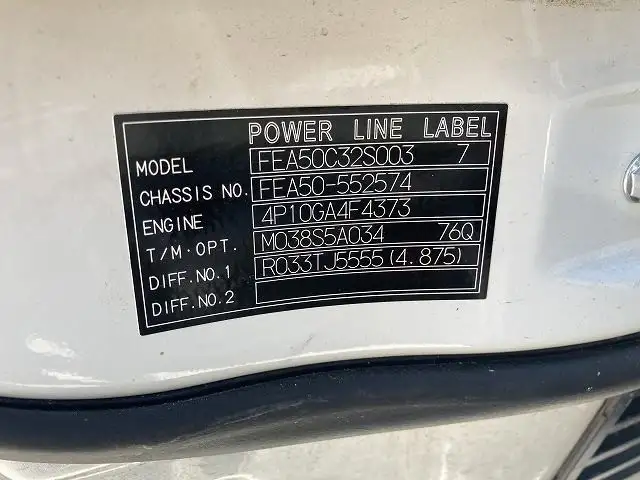 POWER LINE LABEL
MODEL FEA50C32S003 7
CHASSIS NO. FEA50-552574
ENGINE 4P10GA4F4373
T/M·OPT. M038S5A034 76Q
DIFF.NO.1 R033TJ5555(4.875)
DIFF.NO.2